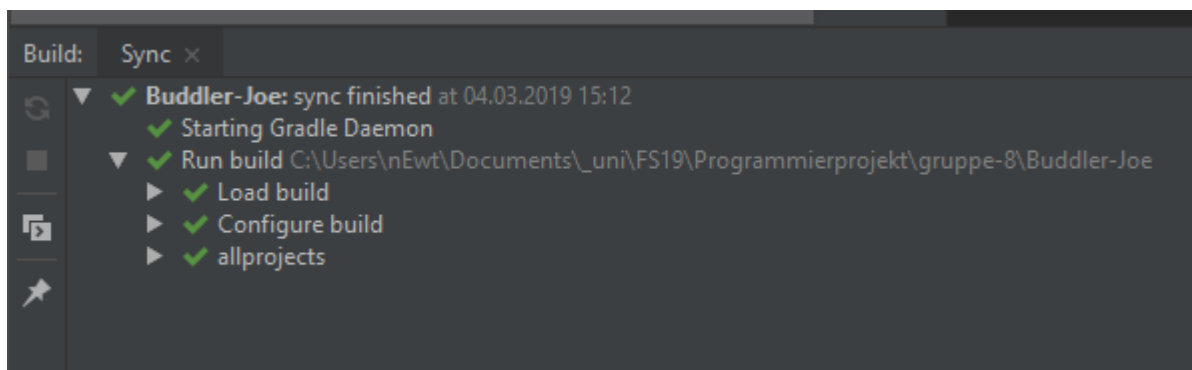 Build: Sync ×
Buddler-Joe: sync finished at 04.03.2019 15:12
Starting Gradle Daemon
Run build C:\Users\nEwt\Documents\_uni\FS19\Programmierprojekt\gruppe-8\Buddler-Joe
Load build
Configure build
allprojects